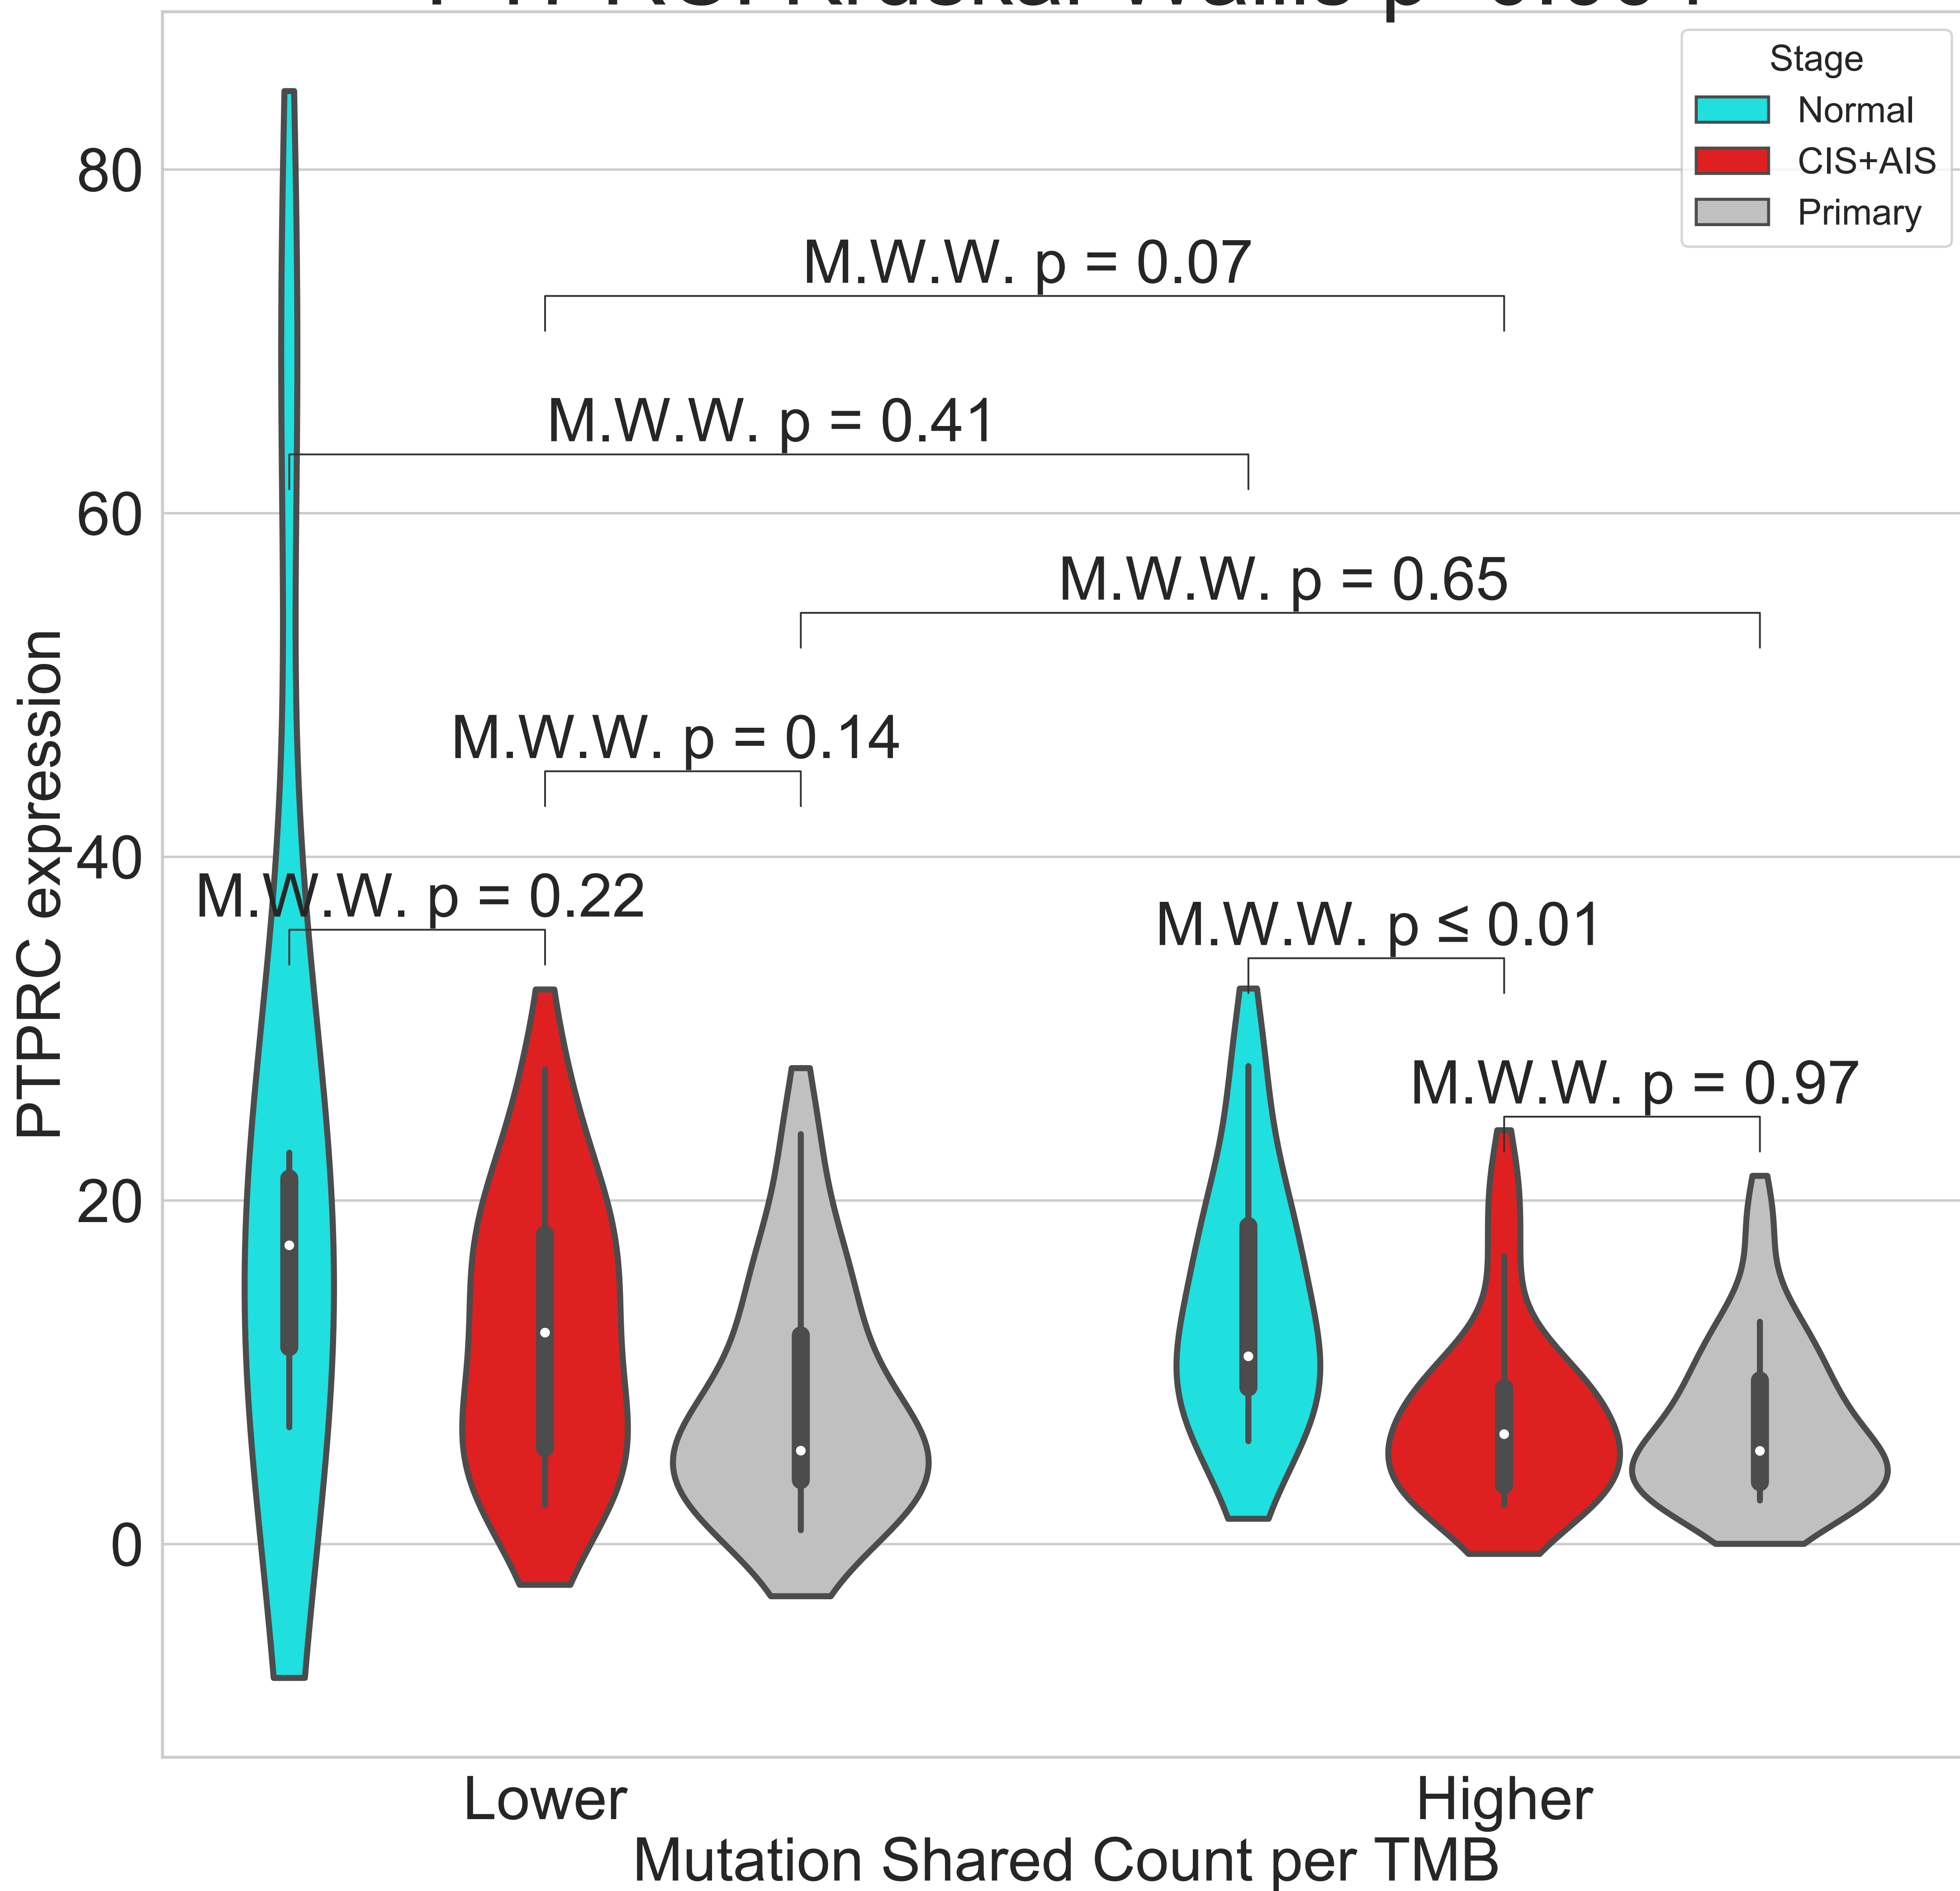 Stage
Normal
CIS+AIS
Primary
80
60
40
20
0
PTPRC expression
M.W.W. p = 0.07
M.W.W. p = 0.41
M.W.W. p = 0.65
M.W.W. p = 0.14
M.W.W. p = 0.22
M.W.W. p ≤ 0.01
M.W.W. p = 0.97
Lower
Higher
Mutation Shared Count per TMB